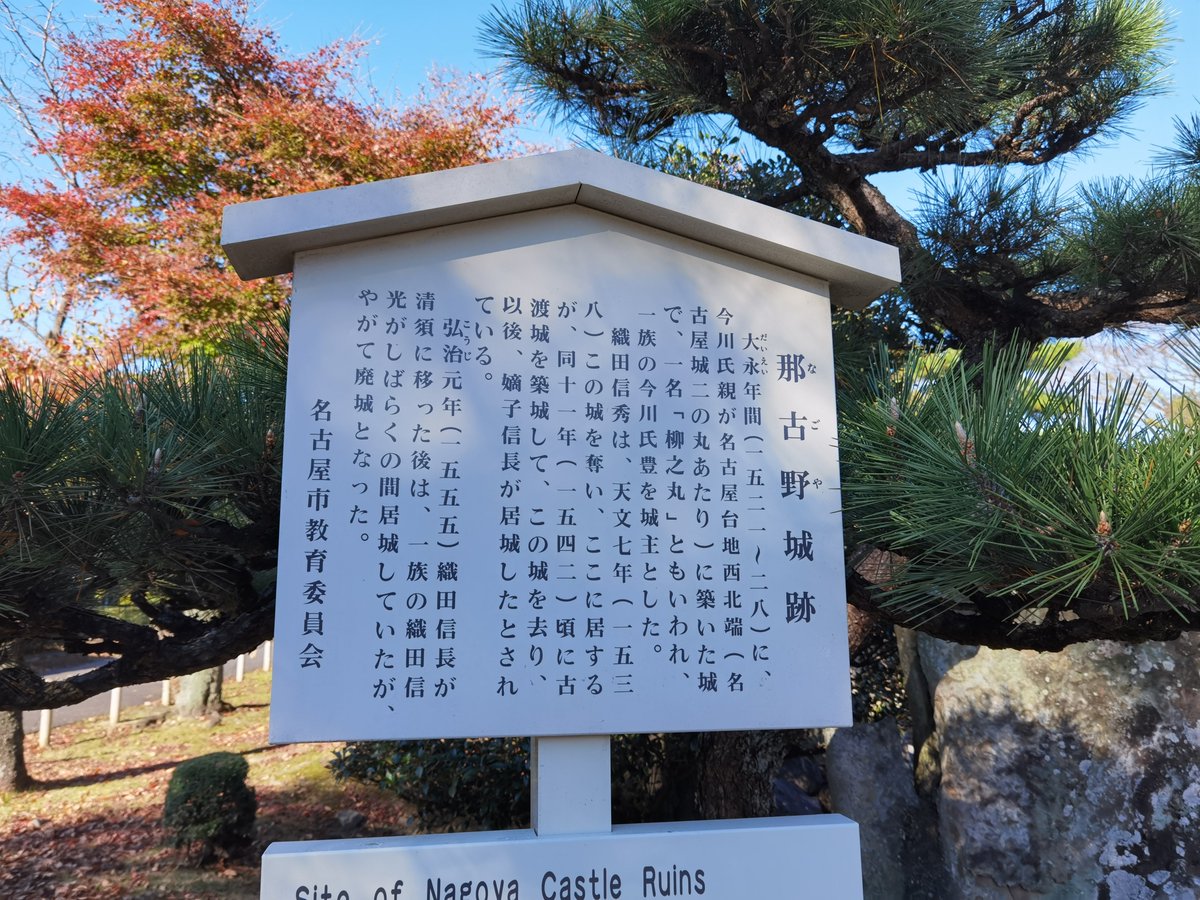 那古野城跡
なごや
大永年間(一五二一～二八)に、
だいえい
今川氏親が名古屋台地西北端(名
古屋城二の丸あたり)に築いた城
で、一名「柳之丸」ともいわれ、
一族の今川氏豊を城主とした。
織田信秀は、天文七年(一五三
八)この城を奪い、ここに居する
が、同十一年(一五四二)頃に古
渡城を築城して、この城を去り、
以後、嫡子信長が居城したとされ
ている。
弘治元年(一五五五)織田信長が
こうじ
清須に移った後は、一族の織田信
光がしばらくの間居城していたが、
やがて廃城となった。
名古屋市教育委員会
Site of Nagoya Castle Ruins